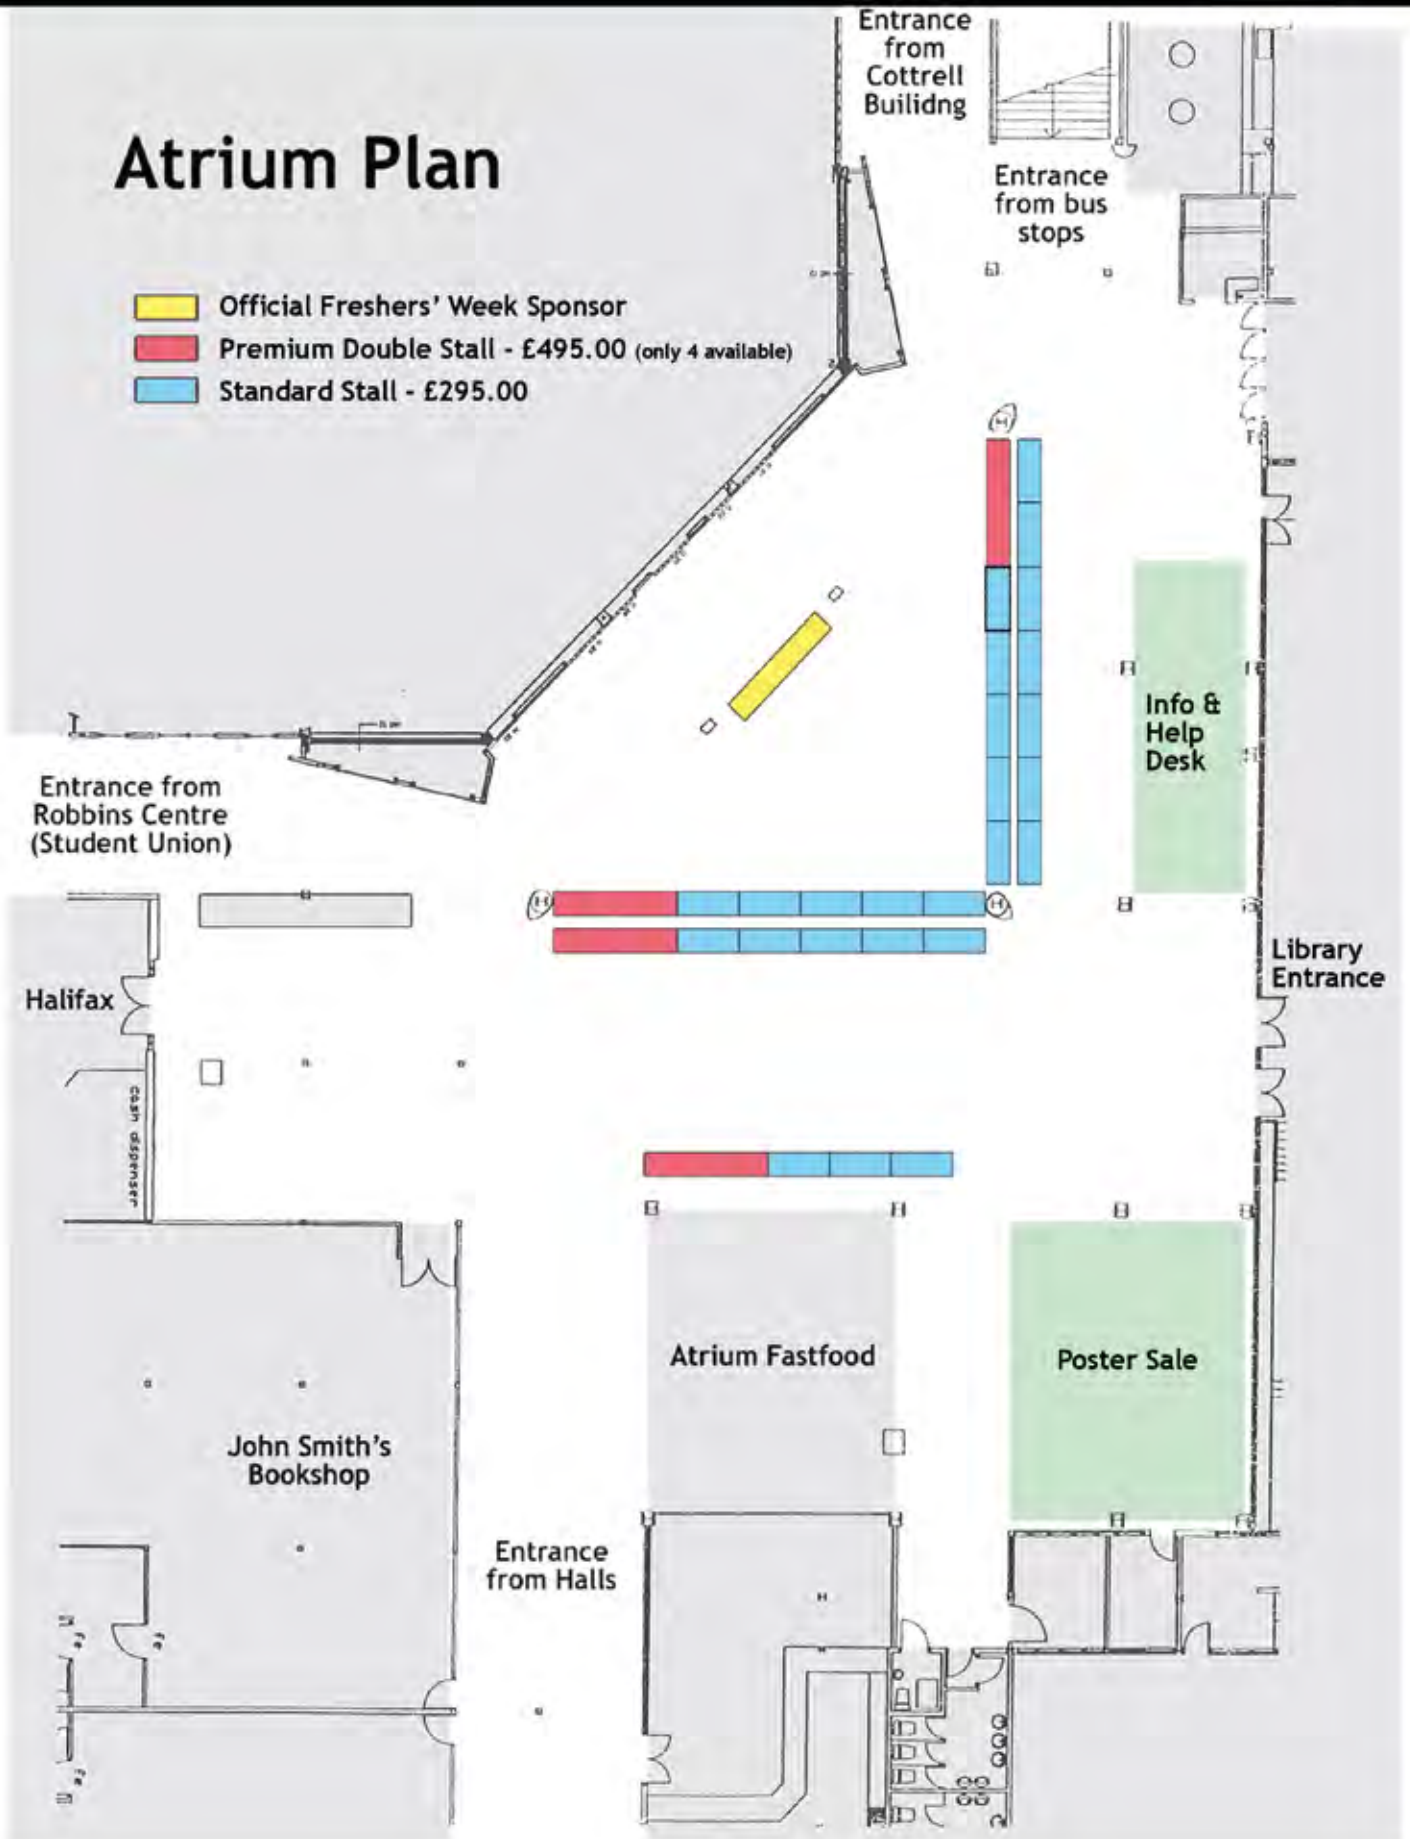 Entrance
from
Cottrell
Builidng
Atrium Plan
Entrance
from bus
stops
Official Freshers' Week Sponsor
Premium Double Stall - £495.00 (only 4 available)
Standard Stall - £295.00
Info &
Help
Desk
Entrance from
Robbins Centre
(Student Union)
Library
Entrance
Halifax
cash dispenser
Atrium Fastfood
Poster Sale
John Smith's
Bookshop
Entrance
from Halls